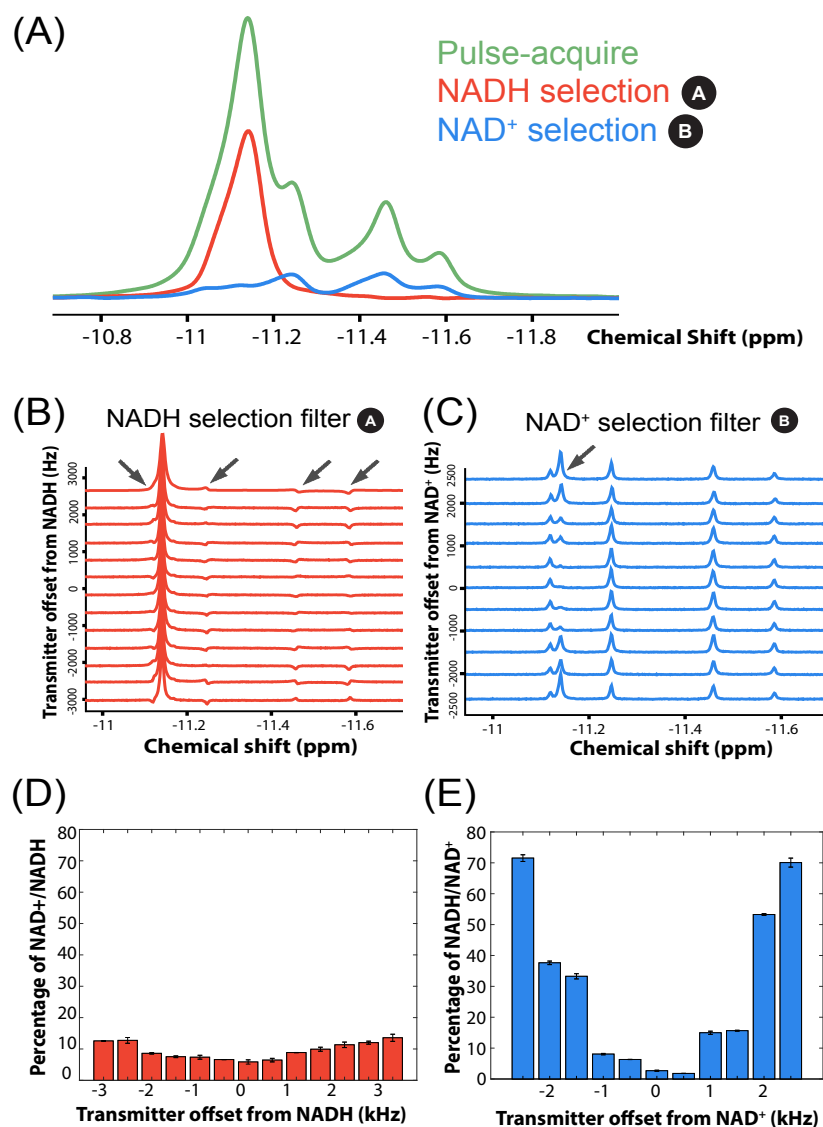 (A)
Pulse-acquire
NADH selection A
NAD+ selection B
-10.8 -11 -11.2 -11.4 -11.6 -11.8 Chemical Shift (ppm)
(B)
NADH selection filter A
Transmitter offset from NADH (Hz)
3000
2000
1000
0
-1000
-2000
-3000
-11 -11.2 -11.4 -11.6
Chemical shift (ppm)
(C)
NAD+ selection filter B
Transmitter offset from NAD+ (Hz)
2500
2000
1000
0
-1000
-2000
-2500
-11 -11.2 -11.4 -11.6
Chemical shift (ppm)
(D)
Percentage of NAD+/NADH
80
70
60
50
40
30
20
10
0
-3 -2 -1 0 1 2 3
Transmitter offset from NADH (kHz)
(E)
Percentage of NADH/NAD+
80
70
60
50
40
30
20
10
0
-2 -1 0 1 2
Transmitter offset from NAD+ (kHz)